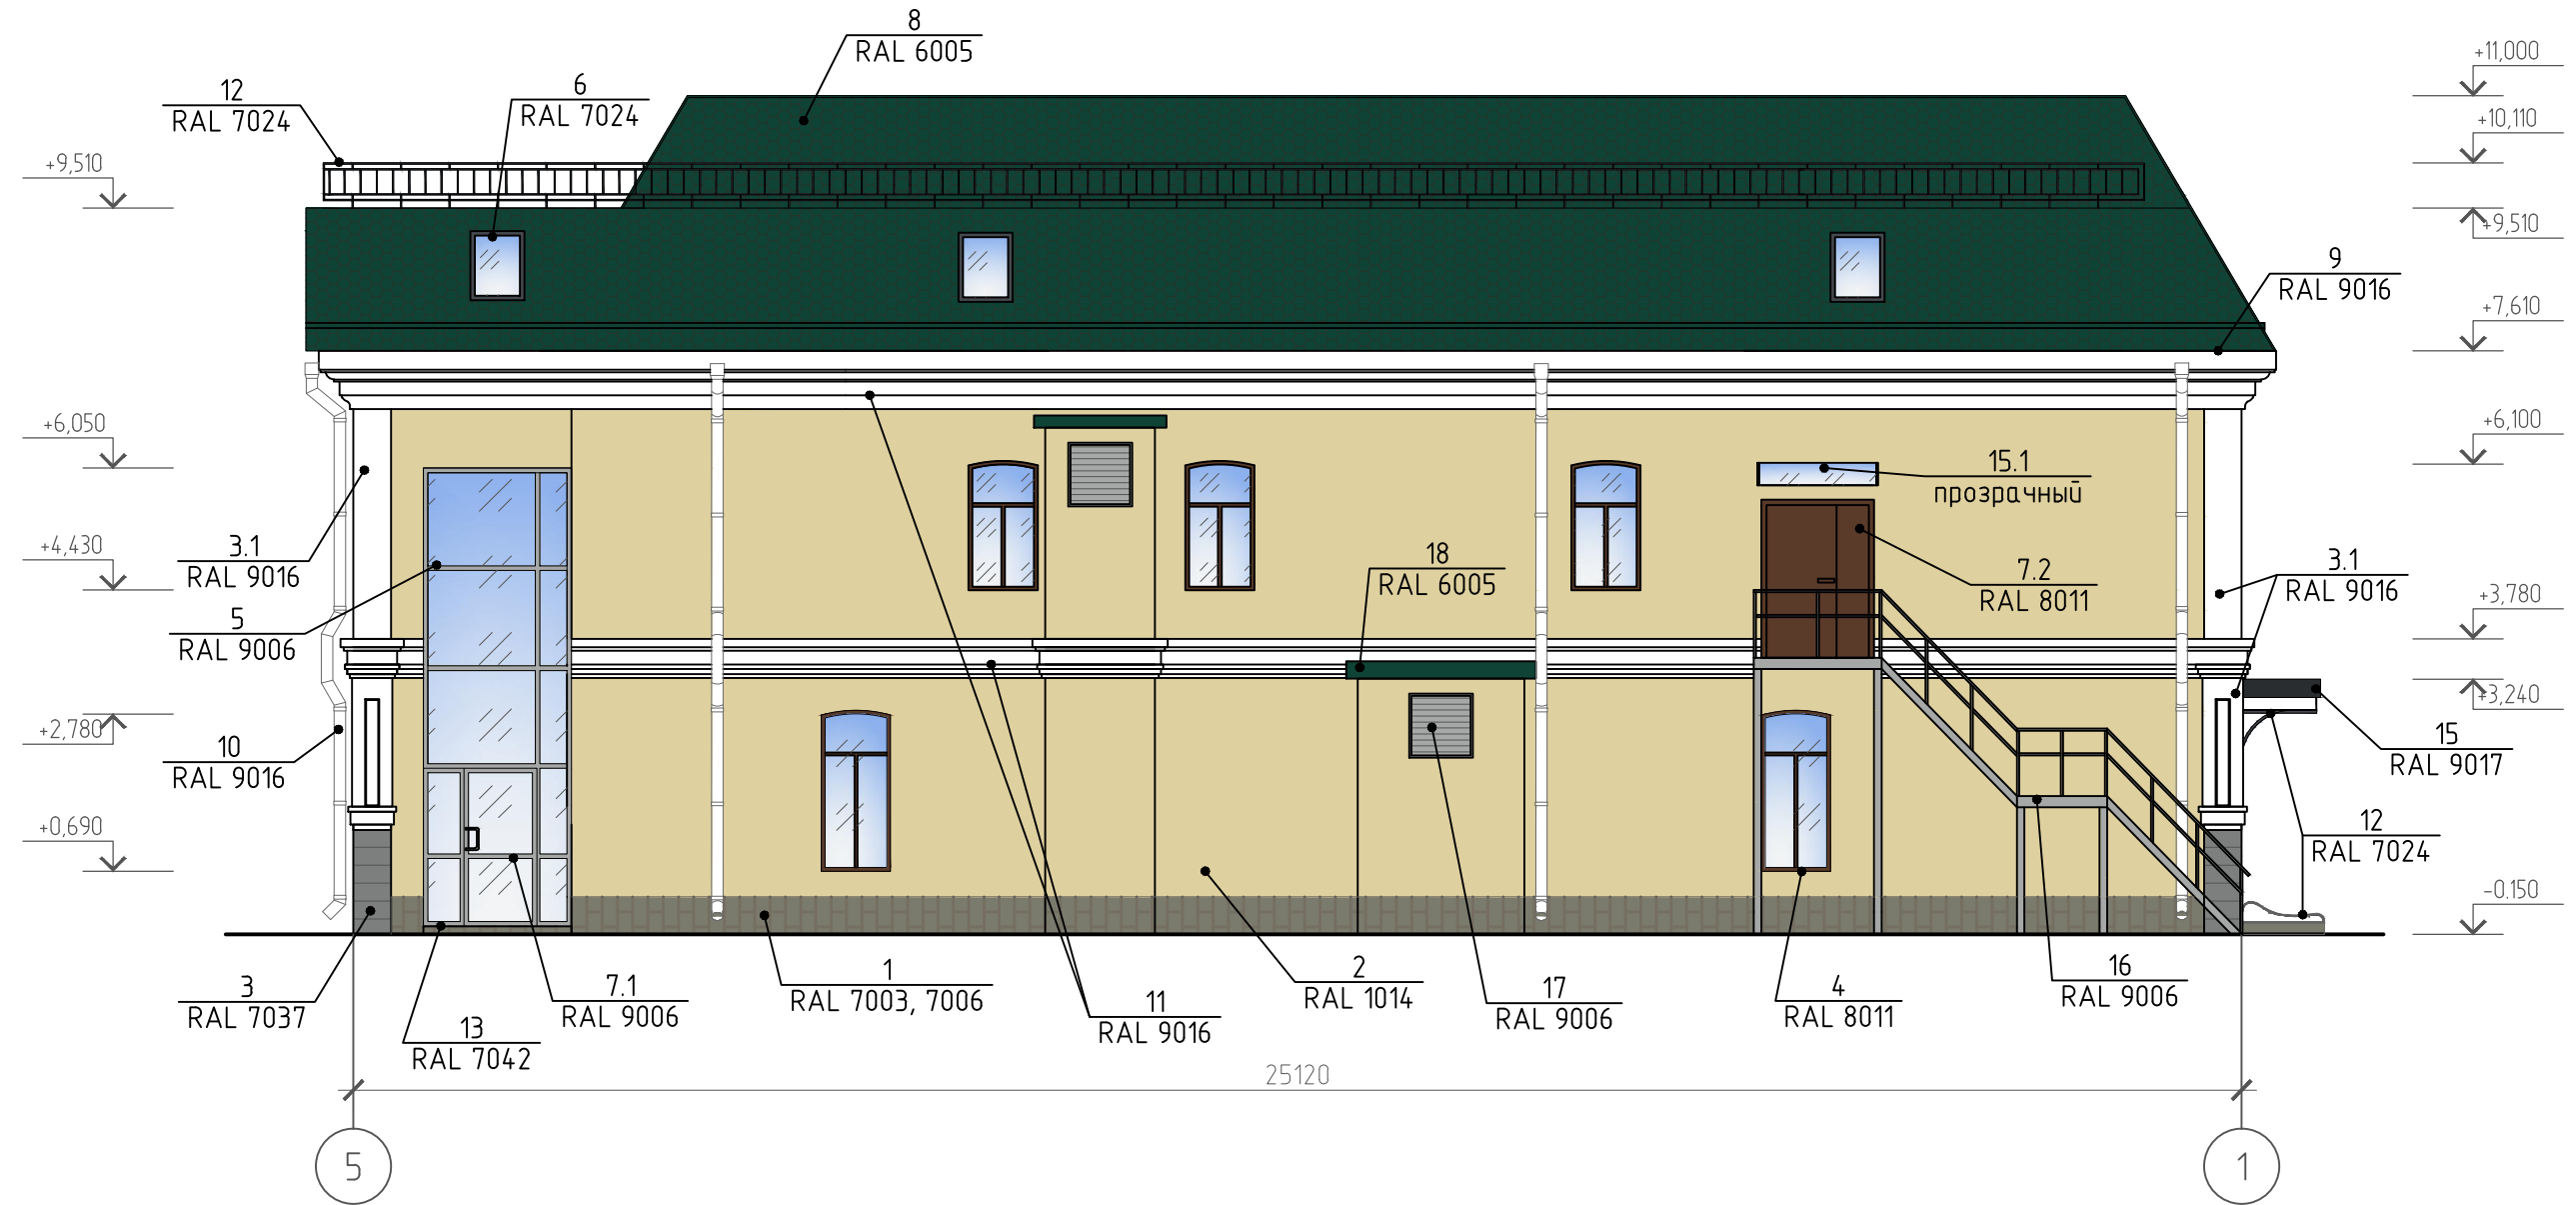 8
RAL 6005
+11,000
12
RAL 7024
6
RAL 7024
+10,110
+9,510
+9,510
9
RAL 9016
+7,610
+6,050
+6,100
15.1
прозрачный
+4,430
3.1
RAL 9016
18
RAL 6005
7.2
RAL 8011
3.1
RAL 9016
+3,780
5
RAL 9006
+3,240
+2,780
10
RAL 9016
15
RAL 9017
+0,690
12
RAL 7024
-0.150
3
RAL 7037
13
RAL 7042
7.1
RAL 9006
1
RAL 7003, 7006
11
RAL 9016
2
RAL 1014
17
RAL 9006
4
RAL 8011
16
RAL 9006
25120
5
1